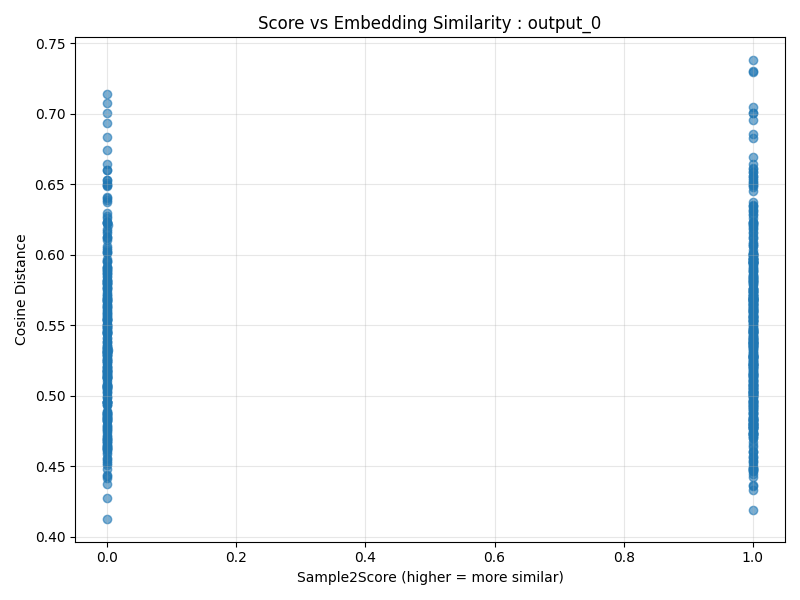 Score vs Embedding Similarity : output_0
Cosine Distance
0.75
0.70
0.65
0.60
0.55
0.50
0.45
0.40
0.0 0.2 0.4 0.6 0.8 1.0
Sample2Score (higher = more similar)